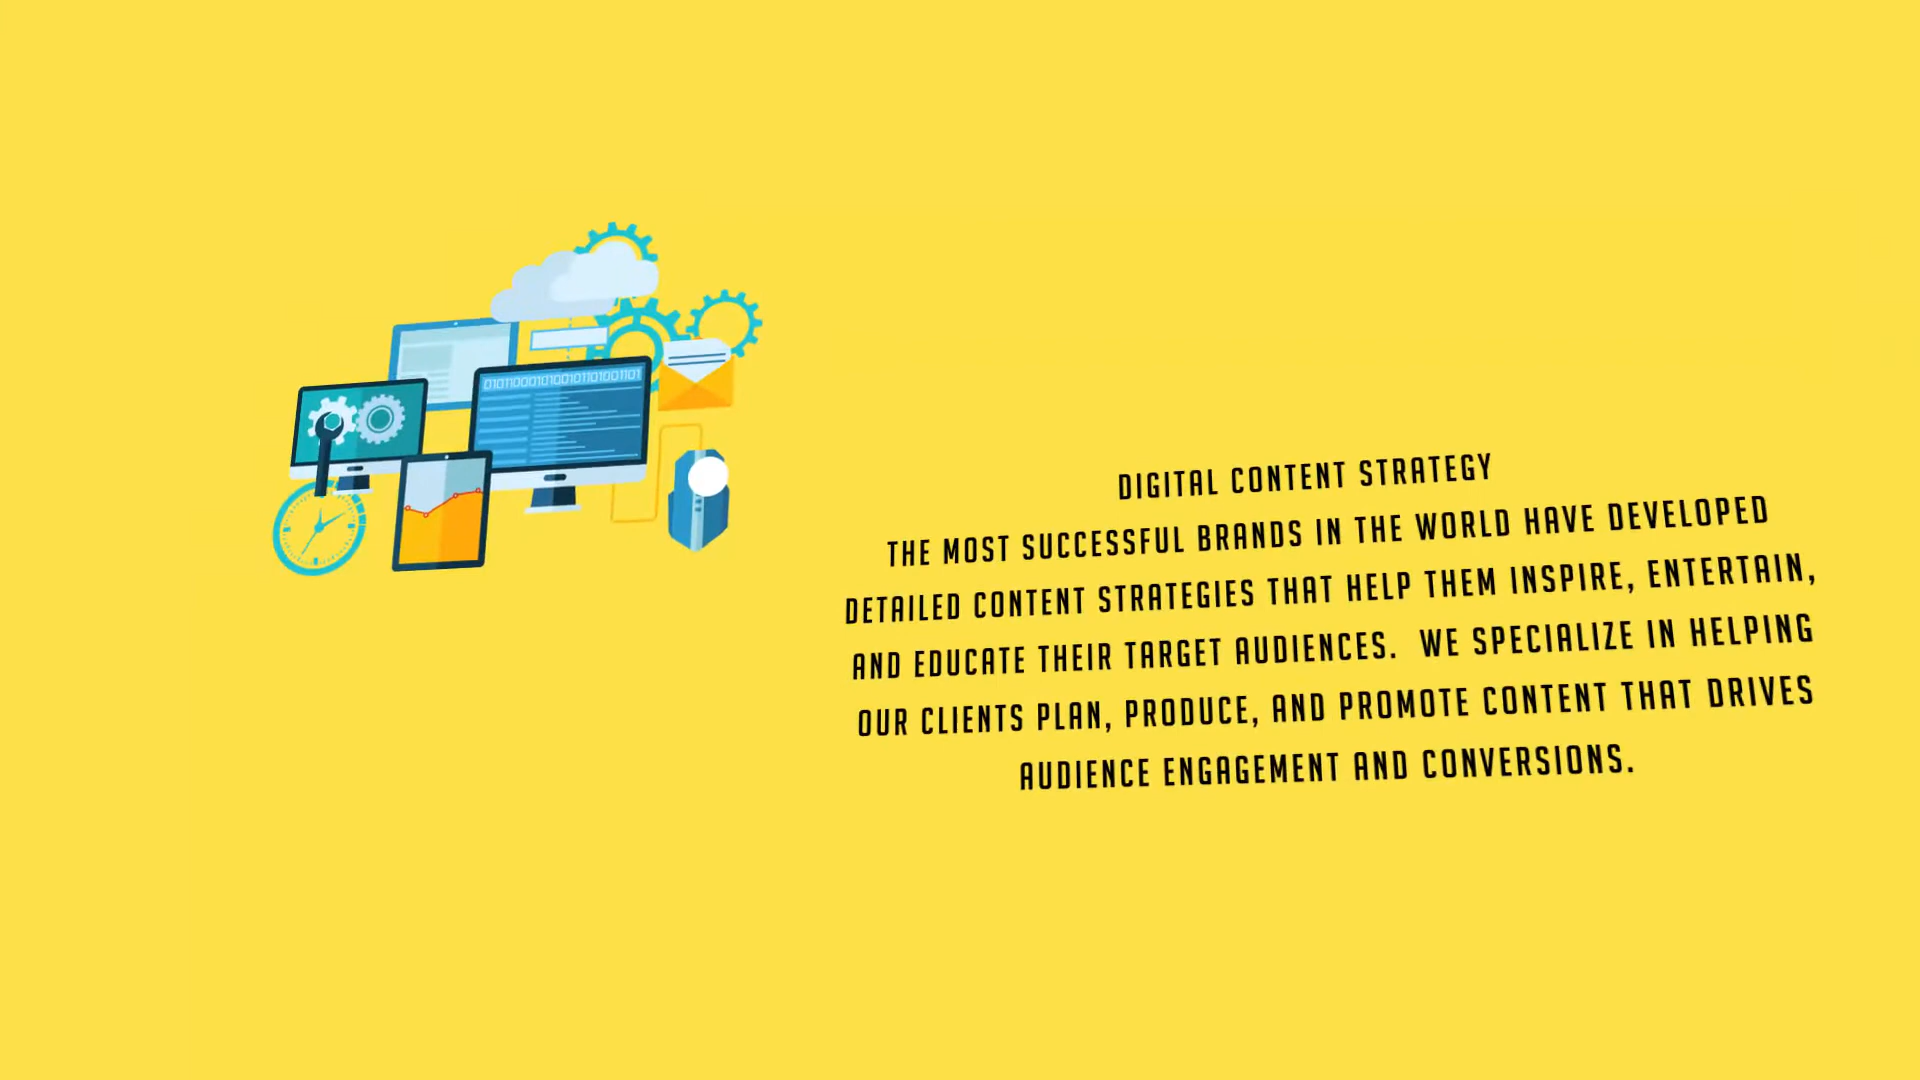 0101100010100101101001101
DIGITAL CONTENT STRATEGY
THE MOST SUCCESSFUL BRANDS IN THE WORLD HAVE DEVELOPED
DETAILED CONTENT STRATEGIES THAT HELP THEM INSPIRE, ENTERTAIN,
AND EDUCATE THEIR TARGET AUDIENCES.  WE SPECIALIZE IN HELPING
OUR CLIENTS PLAN, PRODUCE, AND PROMOTE CONTENT THAT DRIVES
AUDIENCE ENGAGEMENT AND CONVERSIONS.